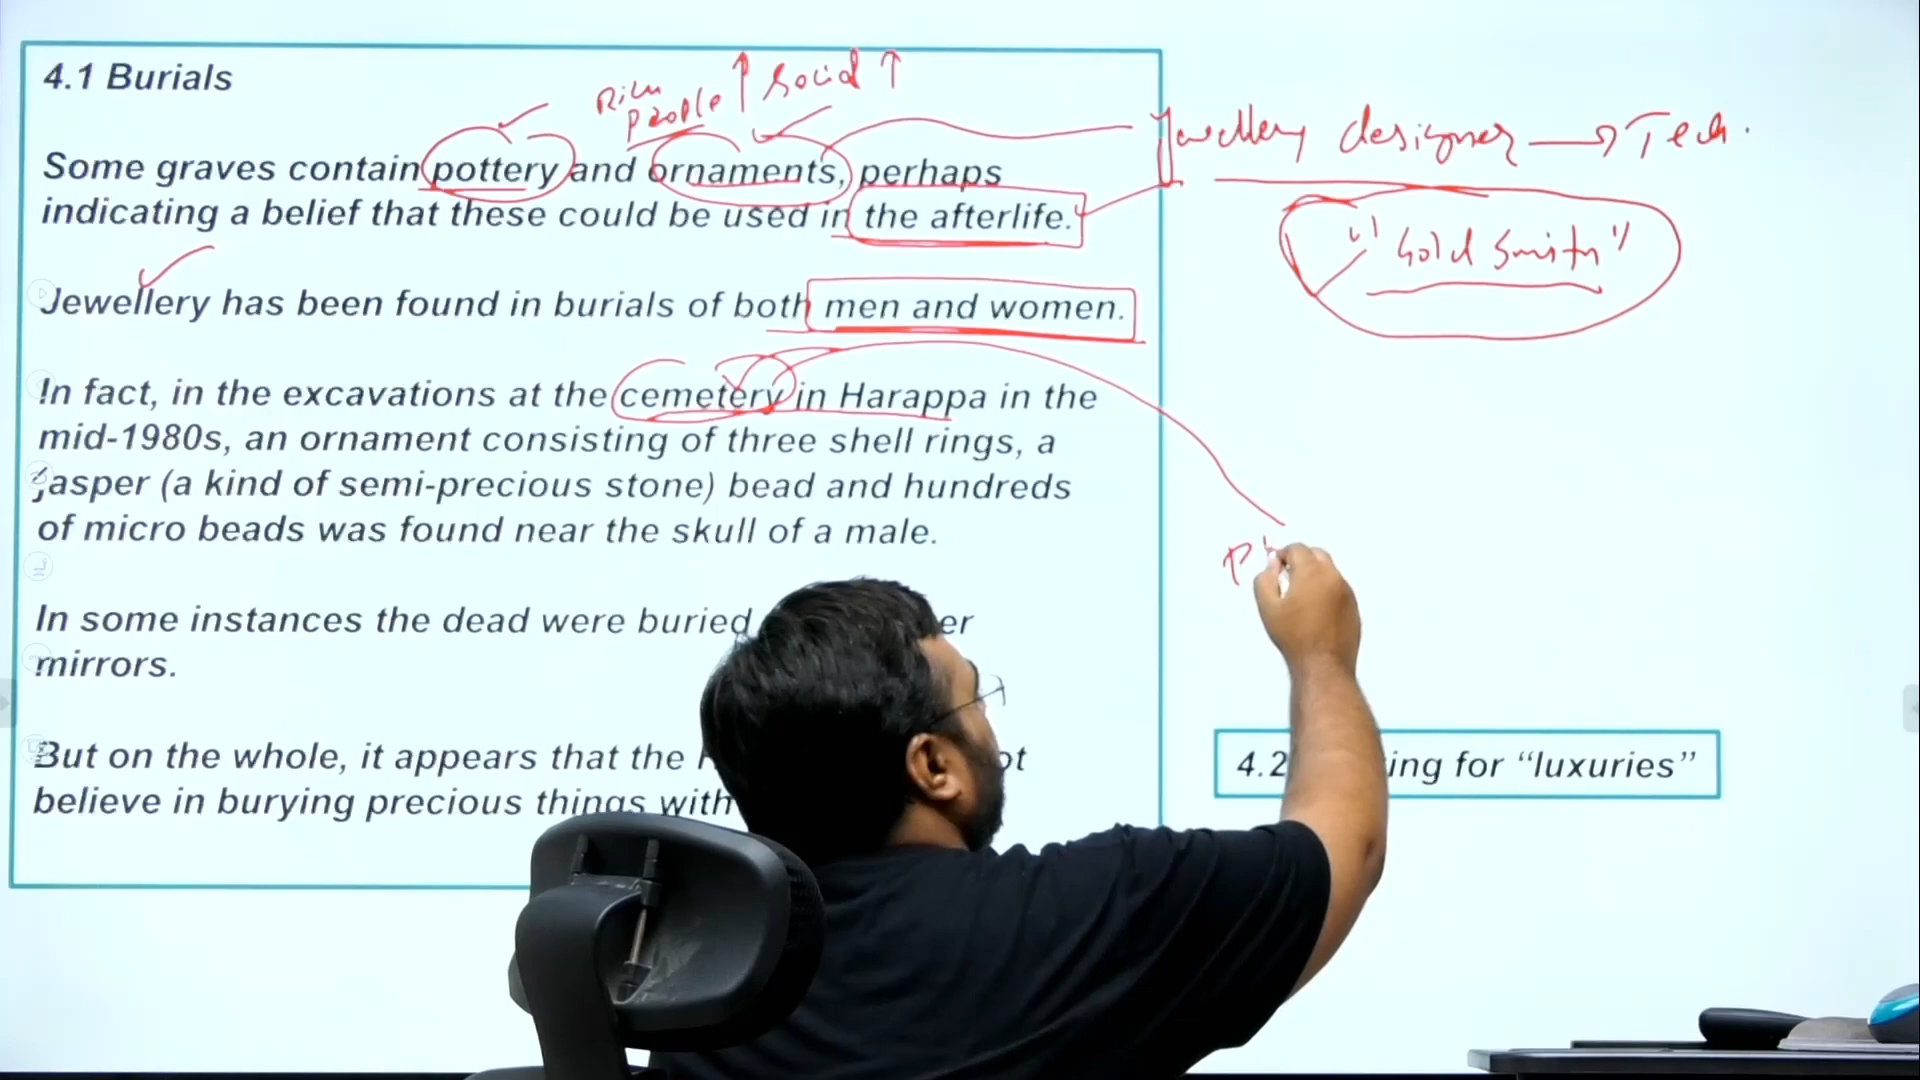 4.1 Burials
Rich people ↑ Solid ↑
Some graves contain pottery and ornaments, perhaps
indicating a belief that these could be used in the afterlife.
Jewellery designer → Tech.
"Gold Smith"
Jewellery has been found in burials of both men and women.
In fact, in the excavations at the cemetery in Harappa in the
mid-1980s, an ornament consisting of three shell rings, a
jasper (a kind of semi-precious stone) bead and hundreds
of micro beads was found near the skull of a male.
In some instances the dead were buried er
mirrors.
But on the whole, it appears that the ot
believe in burying precious things with
4.2 ing for “luxuries”